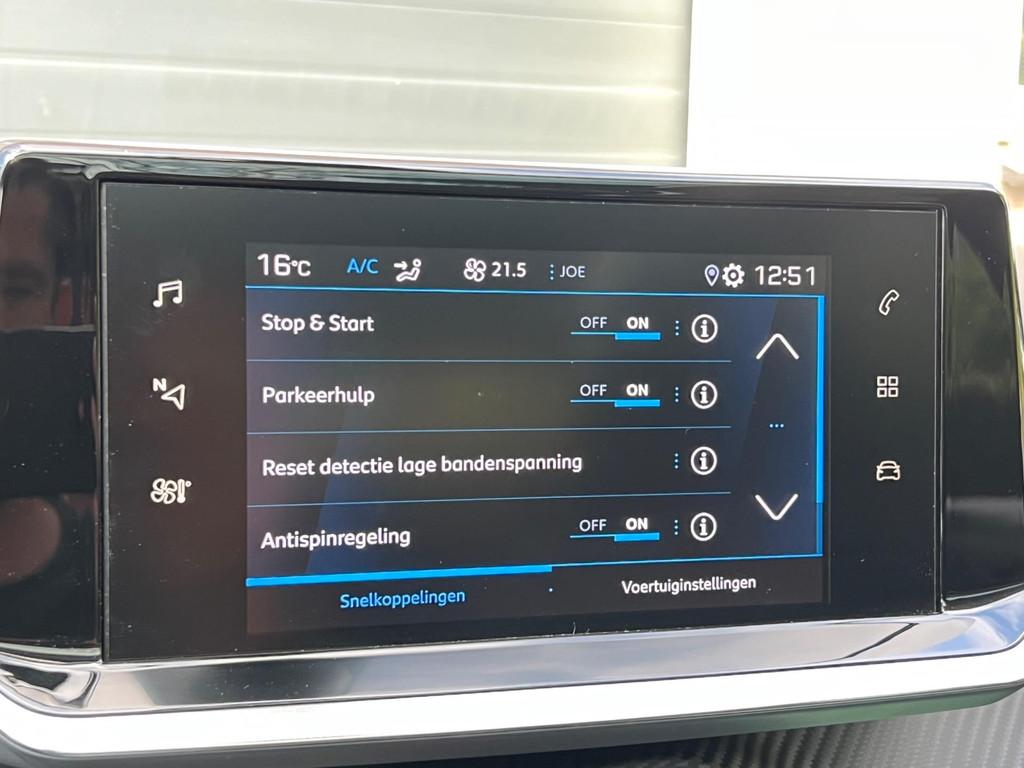 16°C A/C 21.5 JOE 12:51
Stop & Start OFF ON
Parkeerhulp OFF ON
Reset detectie lage bandenspanning
Antispinregeling OFF ON
Snelkoppelingen Voertuiginstellingen
N